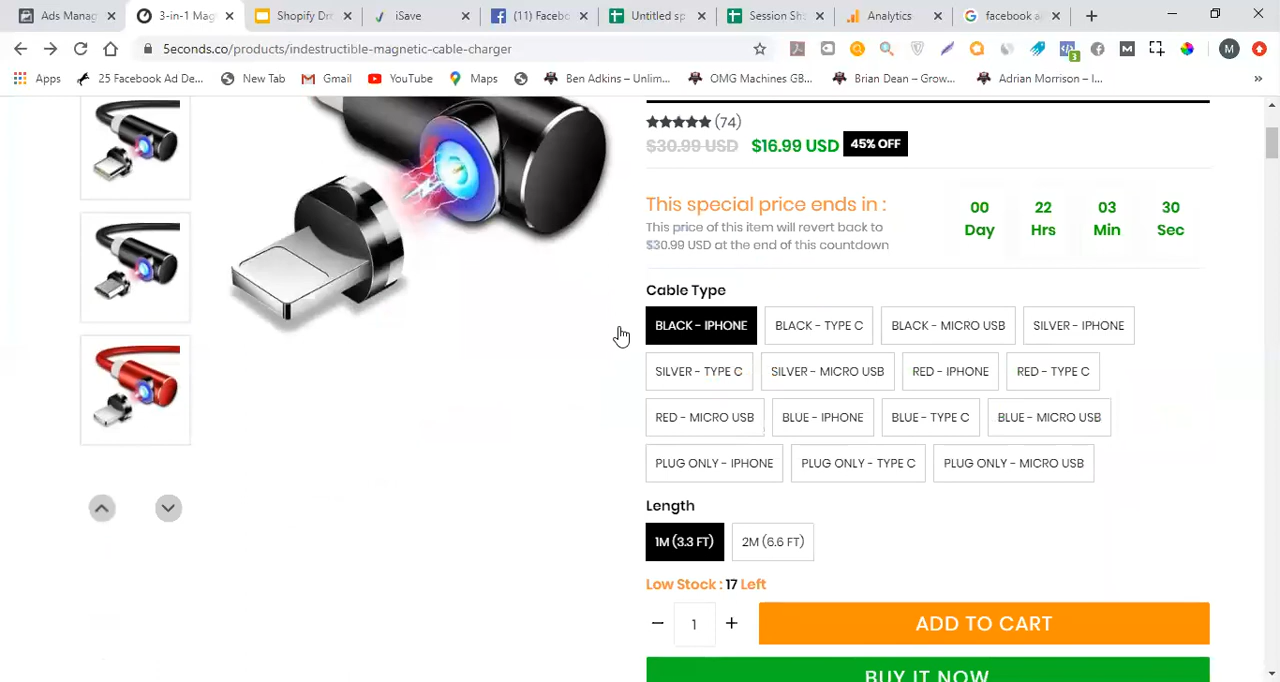 Ads Manag
3-in-1 Mag
Shopify Dr
iSave
(11) Facebo
Untitled sp
Session Sh
Analytics
facebook a
5econds.co/products/indestructible-magnetic-cable-charger
3
M
M
Apps
25 Facebook Ad De...
New Tab
Gmail
YouTube
Maps
Ben Adkins – Unlim...
OMG Machines GB...
Brian Dean – Grow...
Adrian Morrison – I...
»
(74)
$30.99 USD $16.99 USD 45% OFF
This special price ends in :
This price of this item will revert back to
$30.99 USD at the end of this countdown
00 22 03 30
Day Hrs Min Sec
Cable Type
BLACK - IPHONE BLACK - TYPE C BLACK - MICRO USB SILVER - IPHONE
SILVER - TYPE C SILVER - MICRO USB RED - IPHONE RED - TYPE C
RED - MICRO USB BLUE - IPHONE BLUE - TYPE C BLUE - MICRO USB
PLUG ONLY - IPHONE PLUG ONLY - TYPE C PLUG ONLY - MICRO USB
Length
1M (3.3 FT) 2M (6.6 FT)
Low Stock : 17 Left
− 1 + ADD TO CART
BUY IT NOW